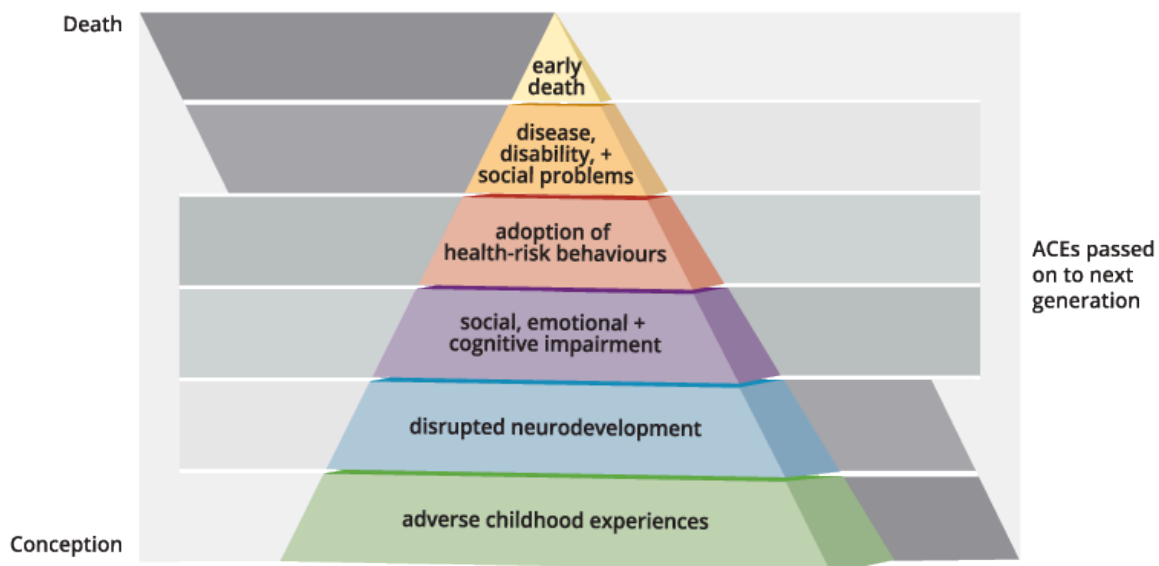 Death
early
death
disease,
disability, +
social problems
adoption of
health-risk behaviours
ACEs passed
on to next
generation
social, emotional +
cognitive impairment
disrupted neurodevelopment
adverse childhood experiences
Conception